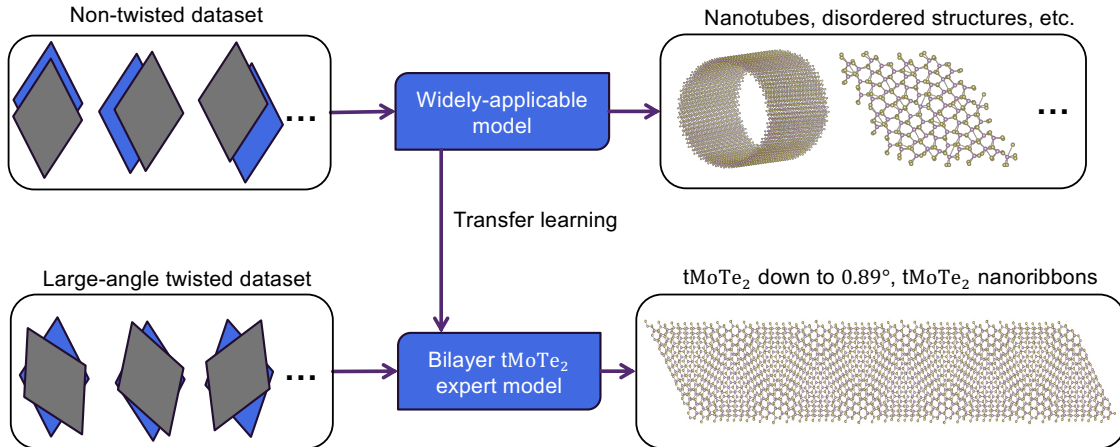 Non-twisted dataset
Nanotubes, disordered structures, etc.
...
Widely-applicable
model
...
Transfer learning
Large-angle twisted dataset
tMoTe₂ down to 0.89°, tMoTe₂ nanoribbons
...
Bilayer tMoTe₂
expert model